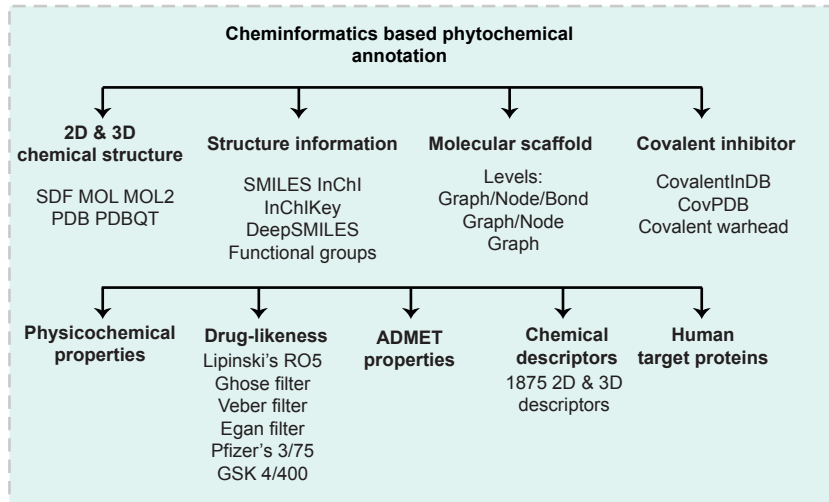 Cheminformatics based phytochemical
annotation
2D & 3D
chemical structure
SDF MOL MOL2
PDB PDBQT
Structure information
SMILES InChI
InChIKey
DeepSMILES
Functional groups
Molecular scaffold
Levels:
Graph/Node/Bond
Graph/Node
Graph
Covalent inhibitor
CovalentInDB
CovPDB
Covalent warhead
Physicochemical
properties
Drug-likeness
Lipinski's RO5
Ghose filter
Veber filter
Egan filter
Pfizer's 3/75
GSK 4/400
ADMET
properties
Chemical
descriptors
1875 2D & 3D
descriptors
Human
target proteins